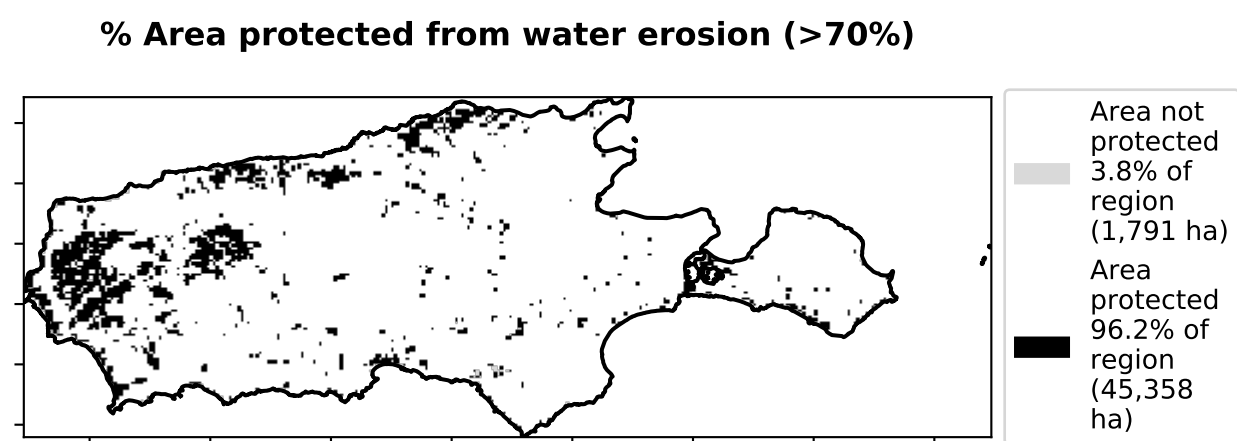 % Area protected from water erosion (>70%)
Area not
protected
3.8% of
region
(1,791 ha)
Area
protected
96.2% of
region
(45,358
ha)